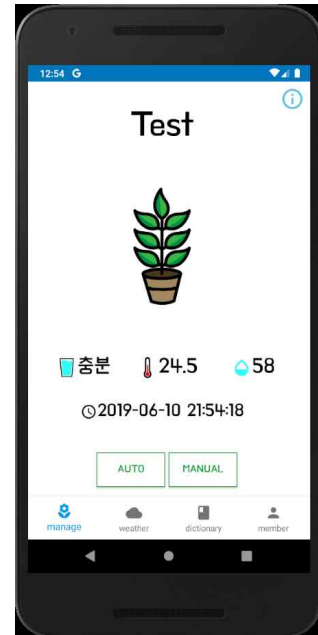 12:54 G
Test
충분 24.5 58
2019-06-10 21:54:18
AUTO MANUAL
manage weather dictionary member